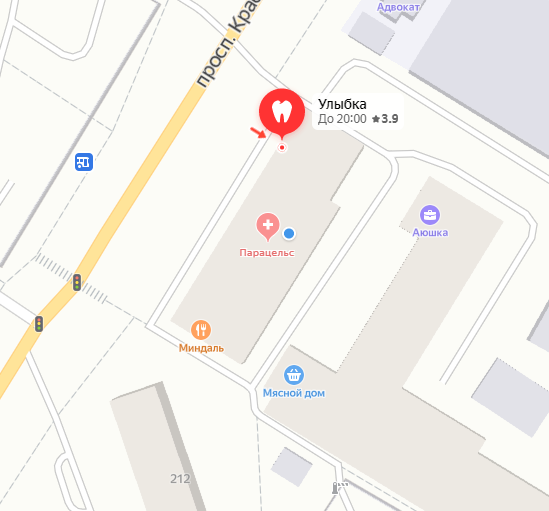 Адвокат
просп. Крас
Улыбка
До 20:00 ★3.9
Аюшка
Парацельс
Миндаль
Мясной дом
212